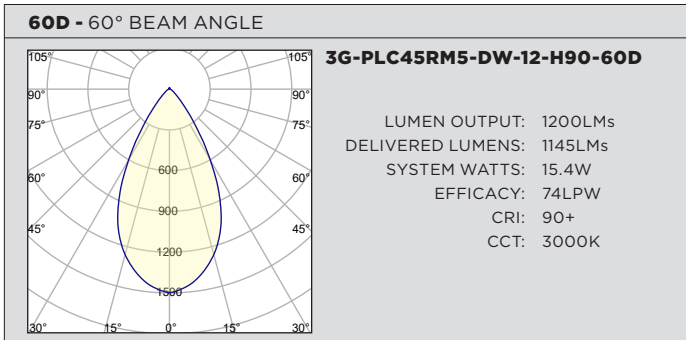 60D - 60° BEAM ANGLE
3G-PLC45RM5-DW-12-H90-60D
105° 105°
90° 90°
75° 75°
60° 60°
45° 45°
600
900
1200
1500
30° 15° 0° 15° 30°
LUMEN OUTPUT: 1200LMs
DELIVERED LUMENS: 1145LMs
SYSTEM WATTS: 15.4W
EFFICACY: 74LPW
CRI: 90+
CCT: 3000K